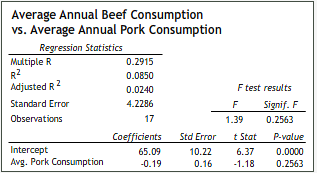 Average Annual Beef Consumption
vs. Average Annual Pork Consumption
Regression Statistics
Multiple R 0.2915
R2 0.0850
Adjusted R 2 0.0240 F test results
Standard Error 4.2286 F Signif. F
Observations 17 1.39 0.2563
Coefficients Std Error t Stat P-value
Intercept 65.09 10.22 6.37 0.0000
Avg. Pork Consumption -0.19 0.16 -1.18 0.2563